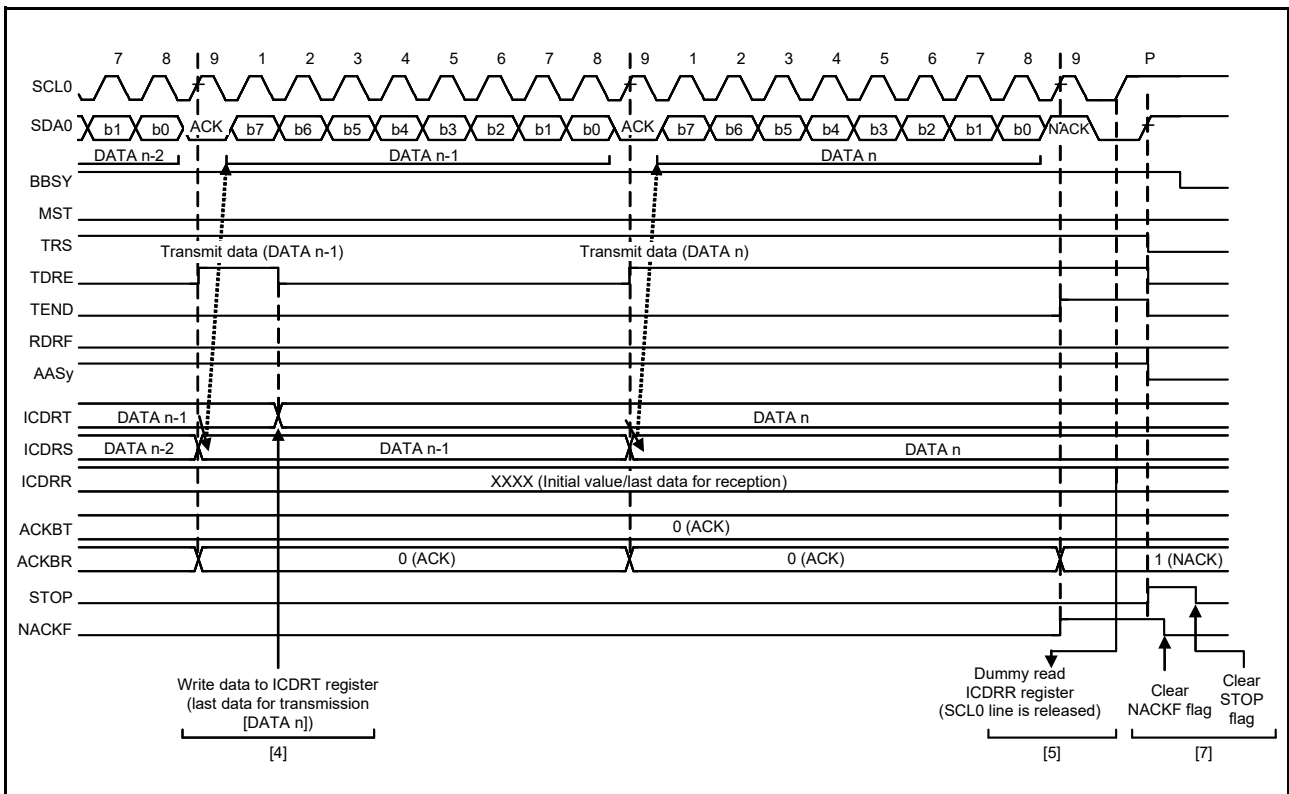 7 8 9 1 2 3 4 5 6 7 8 9 1 2 3 4 5 6 7 8 9 P
SCL0
SDA0 b1 b0 ACK b7 b6 b5 b4 b3 b2 b1 b0 ACK b7 b6 b5 b4 b3 b2 b1 b0 NACK
DATA n-2 DATA n-1 DATA n
BBSY
MST
TRS
Transmit data (DATA n-1) Transmit data (DATA n)
TDRE
TEND
RDRF
AASy
ICDRT DATA n-1 DATA n
ICDRS DATA n-2 DATA n-1 DATA n
ICDRR XXXX (Initial value/last data for reception)
ACKBT 0 (ACK)
ACKBR 0 (ACK) 0 (ACK) 1 (NACK)
STOP
NACKF
Write data to ICDRT register
(last data for transmission
[DATA n])
[4]
Dummy read
ICDRR register
(SCL0 line is released)
[5]
Clear
NACKF flag
Clear
STOP
flag
[7]